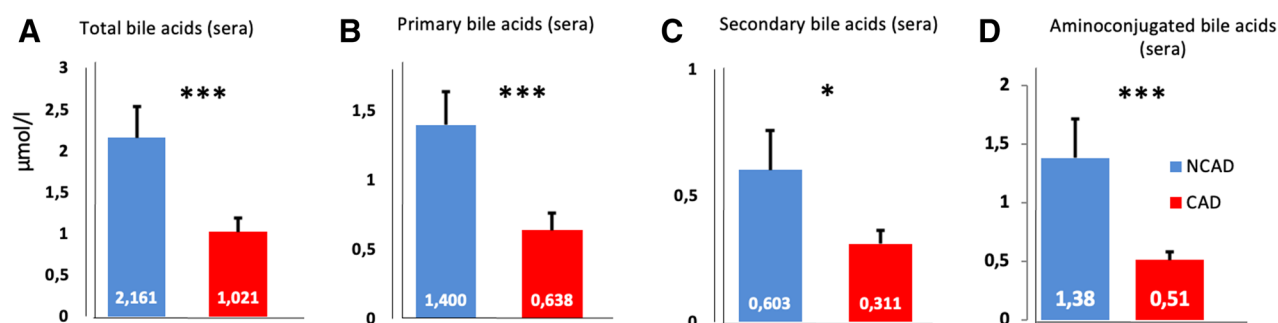 A
Total bile acids (sera)
3
2,5
2
1,5
1
0,5
0
µmol/l
***
2,161
1,021
B
Primary bile acids (sera)
1,5
1
0,5
0
***
1,400
0,638
C
Secondary bile acids (sera)
1
0,5
0
*
0,603
0,311
D
Aminoconjugated bile acids
(sera)
2
1,5
1
0,5
0
***
1,38
0,51
NCAD
CAD